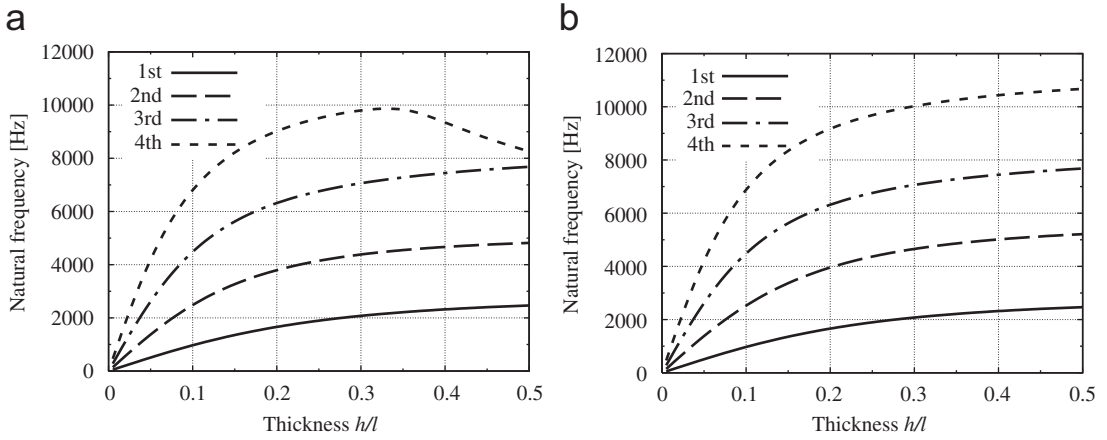 a
12000
10000
8000
6000
4000
2000
0
Natural frequency [Hz]
1st
2nd
3rd
4th
0 0.1 0.2 0.3 0.4 0.5
Thickness h/l
b
12000
10000
8000
6000
4000
2000
0
Natural frequency [Hz]
1st
2nd
3rd
4th
0 0.1 0.2 0.3 0.4 0.5
Thickness h/l